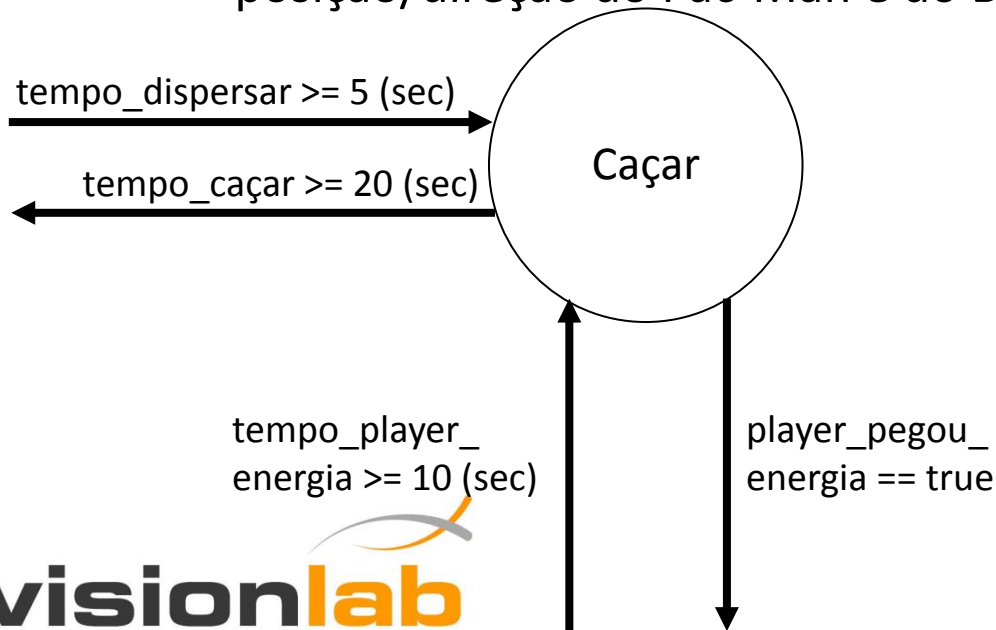 tempo_dispersar >= 5 (sec)
Caçar
tempo_caçar >= 20 (sec)
tempo_player_
energia >= 10 (sec)
player_pegou_
energia == true
visionlab